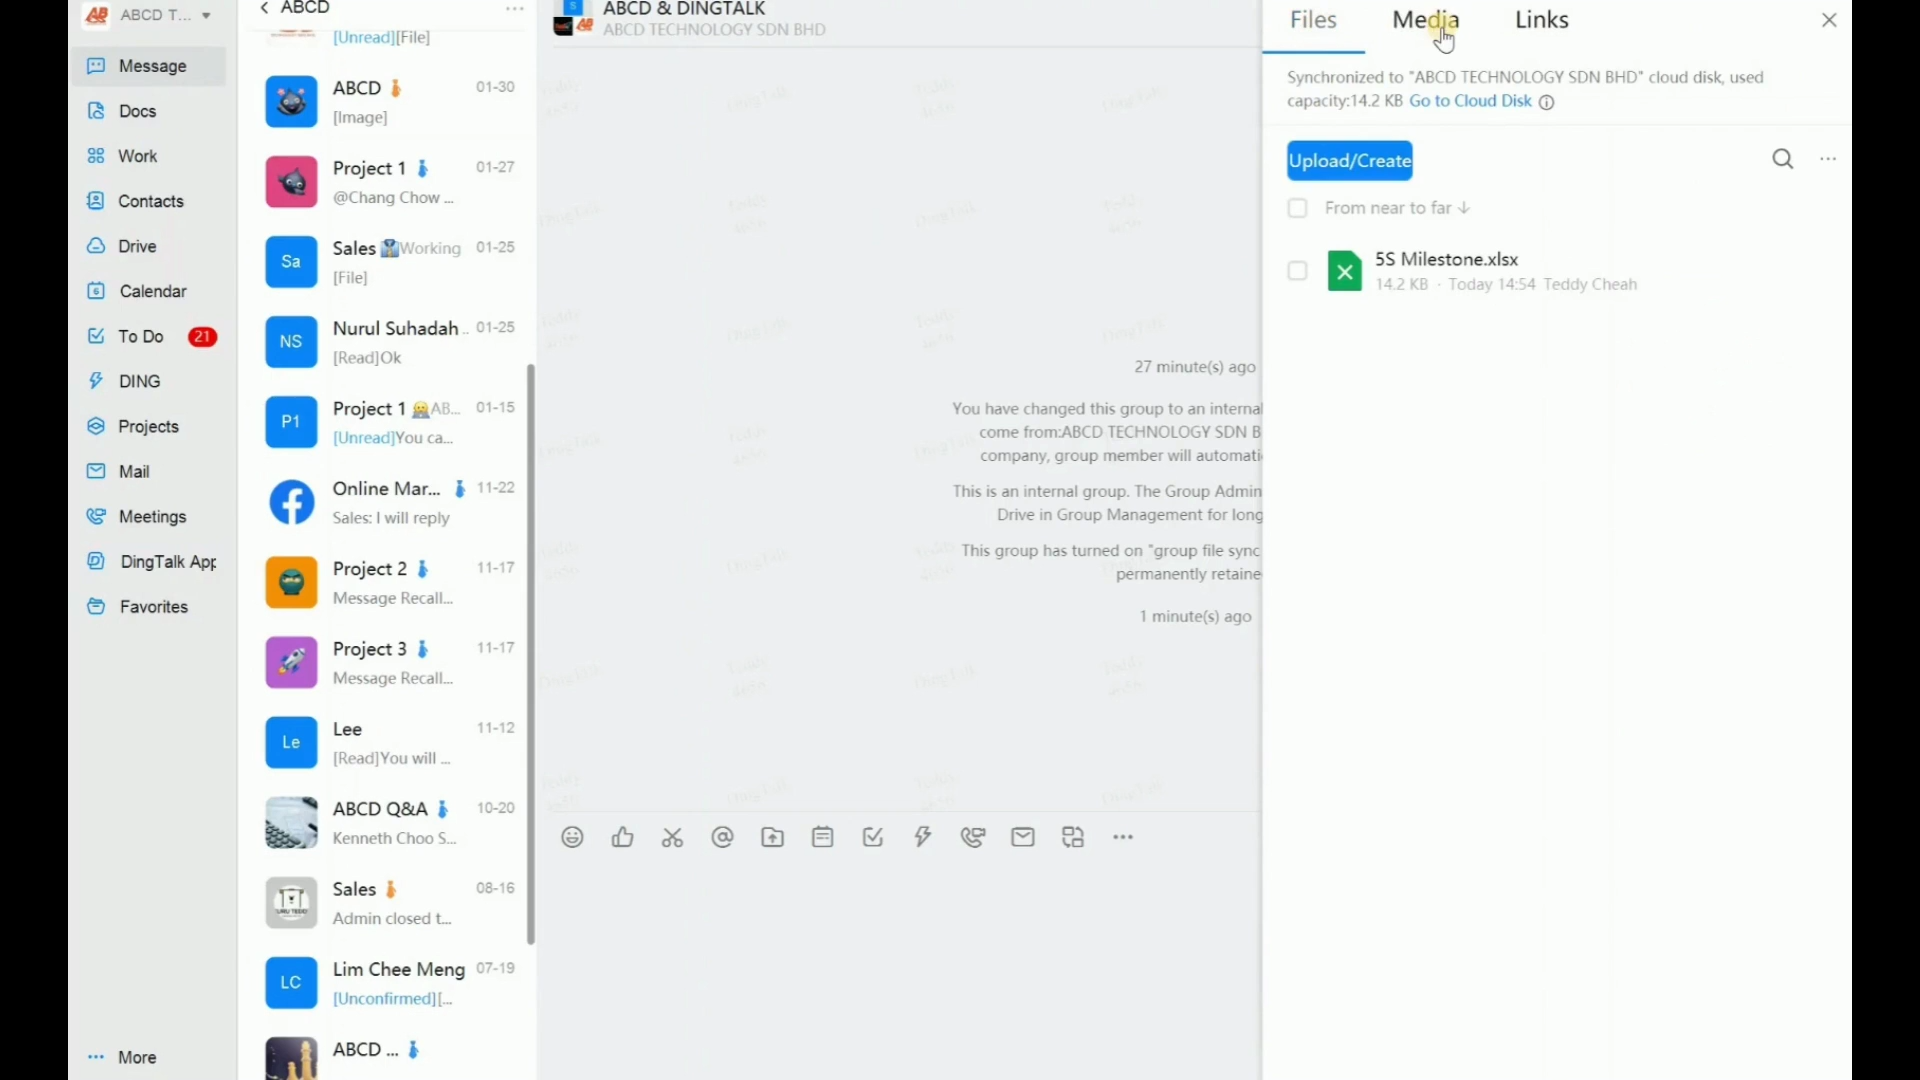 ABCD T...
Message
Docs
Work
Contacts
Drive
6
Calendar
To Do 21
DING
Projects
Mail
Meetings
DingTalk App
Favorites
More
ABCD
[Unread][File]
ABCD 01-30
[Image]
Project 1 01-27
@Chang Chow ...
Sa
Sales Working 01-25
[File]
NS
Nurul Suhadah .. 01-25
[Read]Ok
P1
Project 1 AB... 01-15
[Unread]You ca...
Online Mar... 11-22
Sales: I will reply
Project 2 11-17
Message Recall...
Project 3 11-17
Message Recall...
Le
Lee 11-12
[Read]You will ...
ABCD Q&A 10-20
Kenneth Choo S...
Sales 08-16
Admin closed t...
LC
Lim Chee Meng 07-19
[Unconfirmed][...
ABCD ...
S
ABCD & DINGTALK
ABCD TECHNOLOGY SDN BHD
27 minute(s) ago
You have changed this group to an internal
come from:ABCD TECHNOLOGY SDN B
company, group member will automati
This is an internal group. The Group Admin
Drive in Group Management for long
This group has turned on "group file sync
permanently retaine
1 minute(s) ago
Files Media Links
Synchronized to "ABCD TECHNOLOGY SDN BHD" cloud disk, used
capacity:14.2 KB Go to Cloud Disk
Upload/Create
From near to far
5S Milestone.xlsx
14.2 KB · Today 14:54 Teddy Cheah